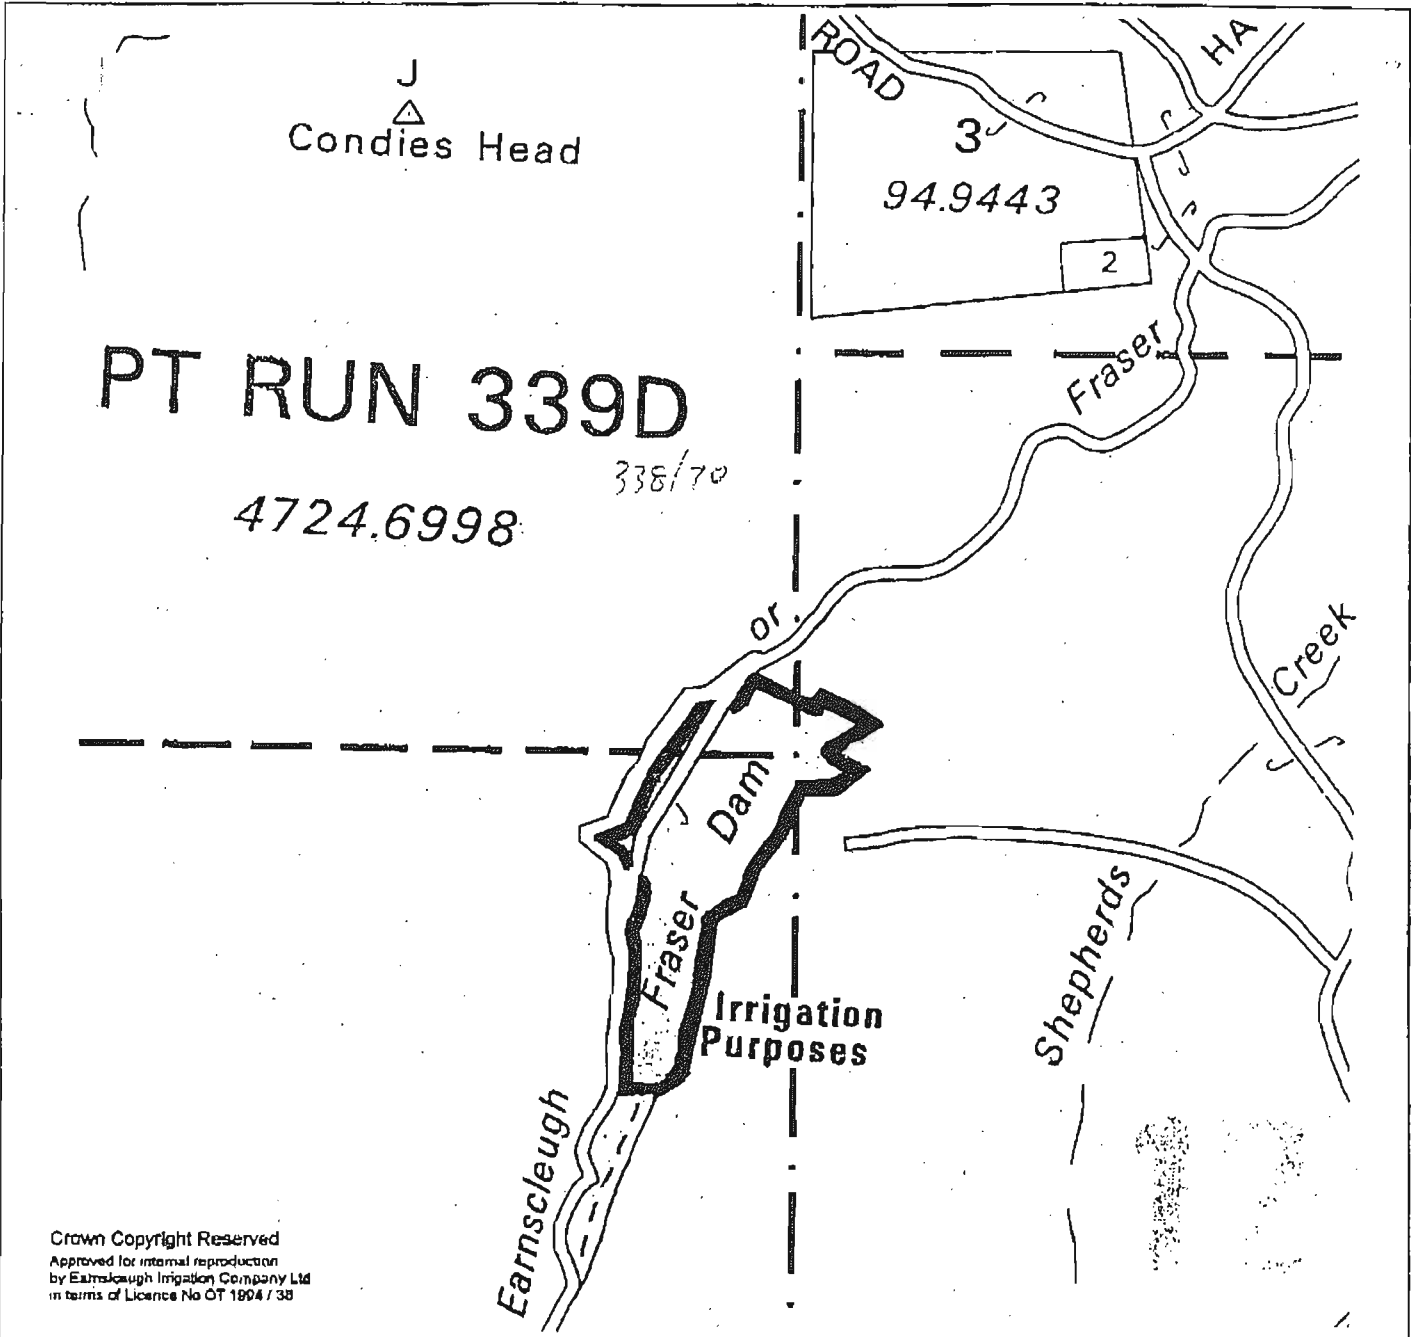 J
Condies Head
ROAD
HA
3
94.9443
2
PT RUN 339D
338/70
4724.6998
Fraser
or
Creek
Dam
Fraser
Shepherds
Irrigation
Purposes
Earnscleugh
12
Crown Copyright Reserved
Approved for internal reproduction
by Earnscleugh Irrigation Company Ltd
in terms of Licence No OT 1994 / 38